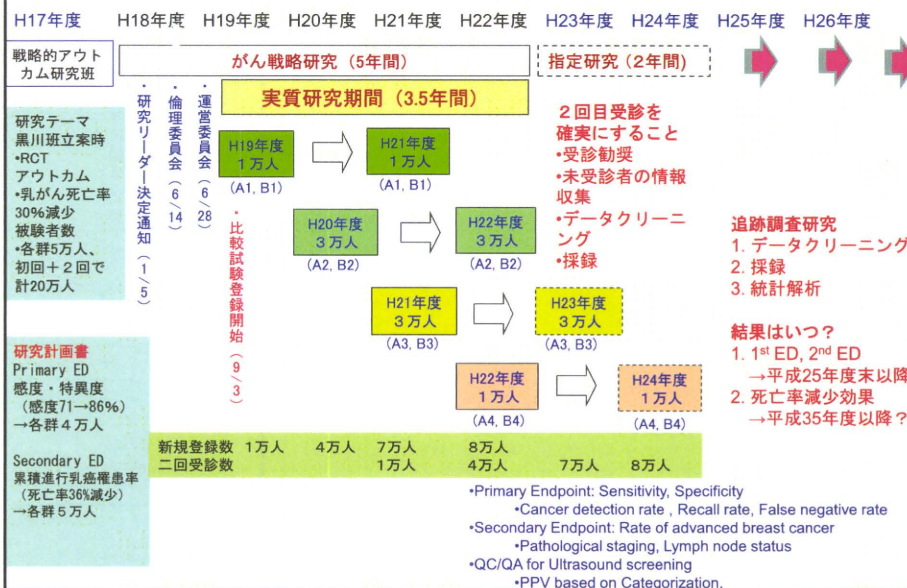 H17年度 H18年度 H19年度 H20年度 H21年度 H22年度 H23年度 H24年度 H25年度 H26年度
戦略的アウト
カム研究班
がん戦略研究（5年間）
指定研究（2年間）
実質研究期間（3.5年間）
・研究リーダー決定通知（1／5）
・倫理委員会（6／14）
・運営委員会（6／28）
・比較試験登録開始（9／3）
研究テーマ
黒川班立案時
•RCT
アウトカム
•乳がん死亡率
30%減少
被験者数
•各群5万人、
初回＋２回で
計20万人
研究計画書
Primary ED
感度・特異度
（感度71→86%）
→各群４万人
Secondary ED
累積進行乳癌罹患率
（死亡率36%減少）
→各群５万人
H19年度
１万人
(A1, B1)
H21年度
１万人
(A1, B1)
H20年度
３万人
(A2, B2)
H22年度
３万人
(A2, B2)
H21年度
３万人
(A3, B3)
H23年度
３万人
(A3, B3)
H22年度
１万人
(A4, B4)
H24年度
１万人
(A4, B4)
２回目受診を
確実にすること
•受診勧奨
•未受診者の情報
収集
•データクリーニ
ング
•採録
追跡調査研究
1. データクリーニング
2. 採録
3. 統計解析
結果はいつ？
1. 1st ED, 2nd ED
→平成25年度末以降
2. 死亡率減少効果
→平成35年度以降？
新規登録数 1万人 4万人 7万人 8万人
二回受診数 1万人 4万人 7万人 8万人
•Primary Endpoint: Sensitivity, Specificity
•Cancer detection rate , Recall rate, False negative rate
•Secondary Endpoint: Rate of advanced breast cancer
•Pathological staging, Lymph node status
•QC/QA for Ultrasound screening
•PPV based on Categorization.